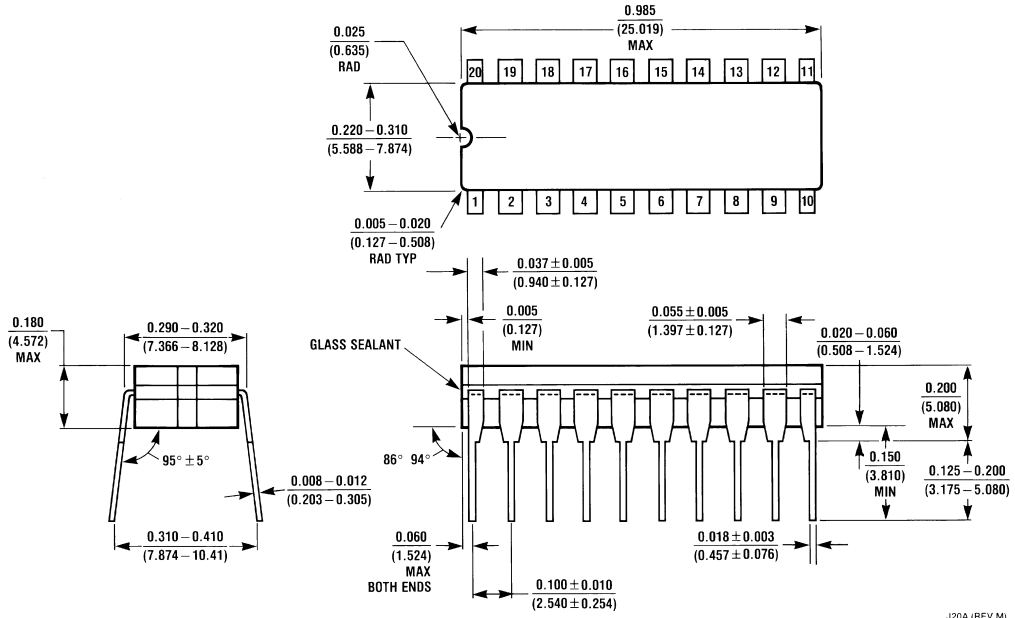 0.985
(25.019)
MAX
0.025
(0.635)
RAD
20 19 18 17 16 15 14 13 12 11
0.220 – 0.310
(5.588 – 7.874)
1 2 3 4 5 6 7 8 9 10
0.005 – 0.020
(0.127 – 0.508)
RAD TYP
0.037 ± 0.005
(0.940 ± 0.127)
0.005
(0.127)
MIN
0.055 ± 0.005
(1.397 ± 0.127)
0.020 – 0.060
(0.508 – 1.524)
0.180
(4.572)
MAX
0.290 – 0.320
(7.366 – 8.128)
GLASS SEALANT
0.200
(5.080)
MAX
95° ± 5°
86° 94°
0.150
(3.810)
MIN
0.125 – 0.200
(3.175 – 5.080)
0.008 – 0.012
(0.203 – 0.305)
0.310 – 0.410
(7.874 – 10.41)
0.060
(1.524)
MAX
BOTH ENDS
0.018 ± 0.003
(0.457 ± 0.076)
0.100 ± 0.010
(2.540 ± 0.254)
J20A (REV M)